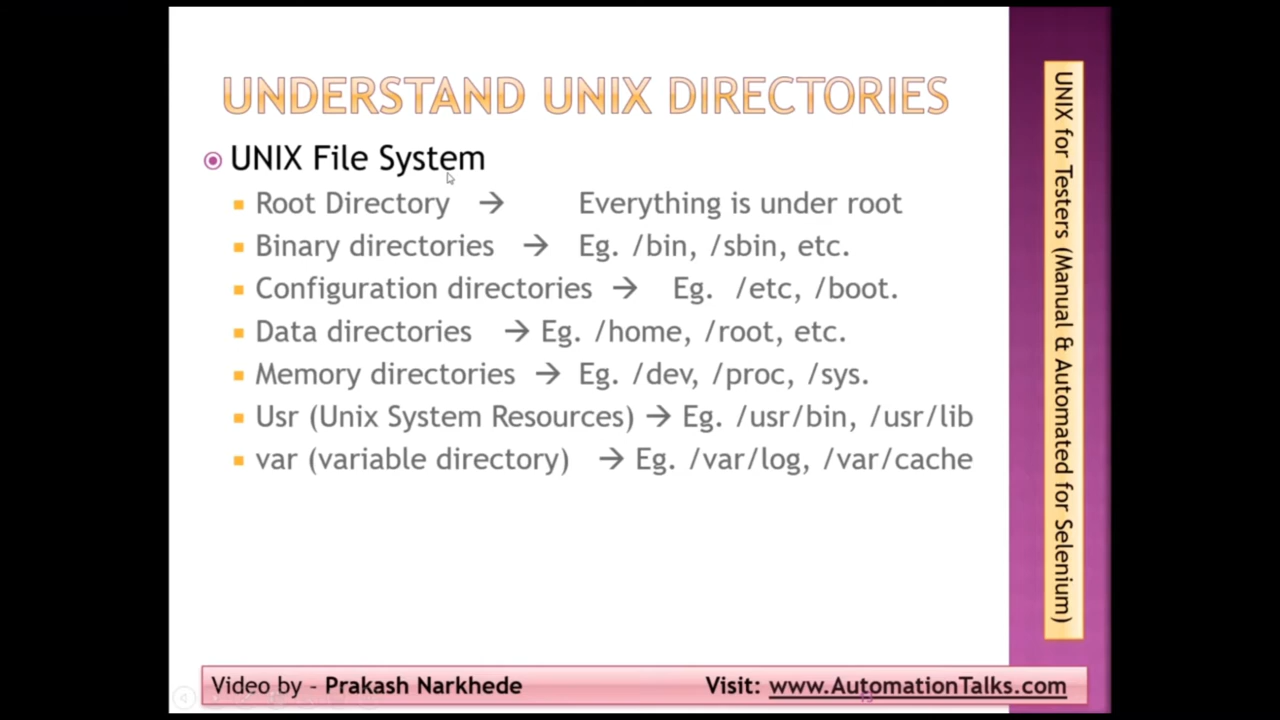 UNDERSTAND UNIX DIRECTORIES
UNIX File System
Root Directory → Everything is under root
Binary directories → Eg. /bin, /sbin, etc.
Configuration directories → Eg. /etc, /boot.
Data directories → Eg. /home, /root, etc.
Memory directories → Eg. /dev, /proc, /sys.
Usr (Unix System Resources) → Eg. /usr/bin, /usr/lib
var (variable directory) → Eg. /var/log, /var/cache
UNIX for Testers (Manual & Automated for Selenium)
Video by - Prakash Narkhede
Visit: www.AutomationTalks.com